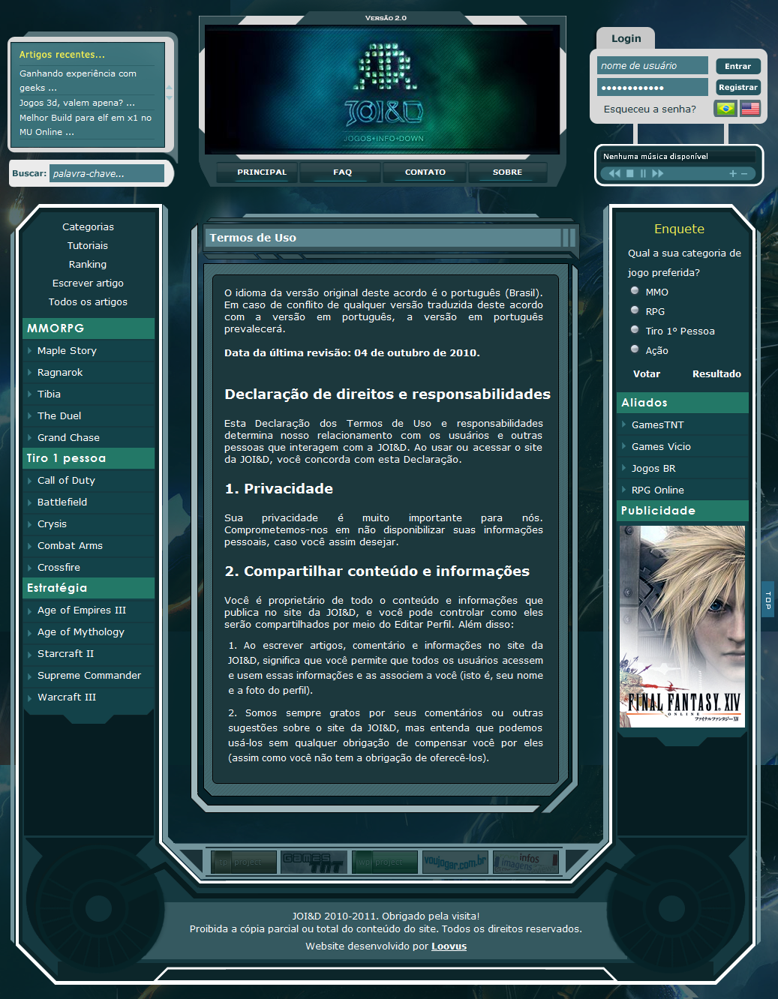 VERSÃO 2.0
Artigos recentes...
Ganhando experiência com
geeks ...
Jogos 3d, valem apena? ...
Melhor Build para elf em x1 no
MU Online ...
Buscar: palavra-chave...
JOI&D
JOGOS+INFO+DOWN
PRINCIPAL FAQ CONTATO SOBRE
Login
nome de usuário Entrar
•••••••••••• Registrar
Esqueceu a senha?
Nenhuma música disponível
Categorias
Tutoriais
Ranking
Escrever artigo
Todos os artigos
MMORPG
Maple Story
Ragnarok
Tibia
The Duel
Grand Chase
Tiro 1 pessoa
Call of Duty
Battlefield
Crysis
Combat Arms
Crossfire
Estratégia
Age of Empires III
Age of Mythology
Starcraft II
Supreme Commander
Warcraft III
Termos de Uso
O idioma da versão original deste acordo é o português (Brasil).
Em caso de conflito de qualquer versão traduzida deste acordo
com a versão em português, a versão em português
prevalecerá.
Data da última revisão: 04 de outubro de 2010.
Declaração de direitos e responsabilidades
Esta Declaração dos Termos de Uso e responsabilidades
determina nosso relacionamento com os usuários e outras
pessoas que interagem com a JOI&D. Ao usar ou acessar o site
da JOI&D, você concorda com esta Declaração.
1. Privacidade
Sua privacidade é muito importante para nós.
Comprometemos-nos em não disponibilizar suas informações
pessoais, caso você assim desejar.
2. Compartilhar conteúdo e informações
Você é proprietário de todo o conteúdo e informações que
publica no site da JOI&D, e você pode controlar como eles
serão compartilhados por meio do Editar Perfil. Além disso:
1. Ao escrever artigos, comentário e informações no site da
JOI&D, significa que você permite que todos os usuários acessem
e usem essas informações e as associem a você (isto é, seu nome
e a foto do perfil).
2. Somos sempre gratos por seus comentários ou outras
sugestões sobre o site da JOI&D, mas entenda que podemos
usá-los sem qualquer obrigação de compensar você por eles
(assim como você não tem a obrigação de oferecê-los).
Enquete
Qual a sua categoria de
jogo preferida?
MMO
RPG
Tiro 1º Pessoa
Ação
Votar Resultado
Aliados
GamesTNT
Games Vicio
Jogos BR
RPG Online
Publicidade
FINAL FANTASY XIV
ONLINE
ファイナルファンタジーXIV
TOP
tp project GAMES TNT wp project voujogar.com.br infos imagens
JOI&D 2010-2011. Obrigado pela visita!
Proibida a cópia parcial ou total do conteúdo do site. Todos os direitos reservados.
Website desenvolvido por Loovus